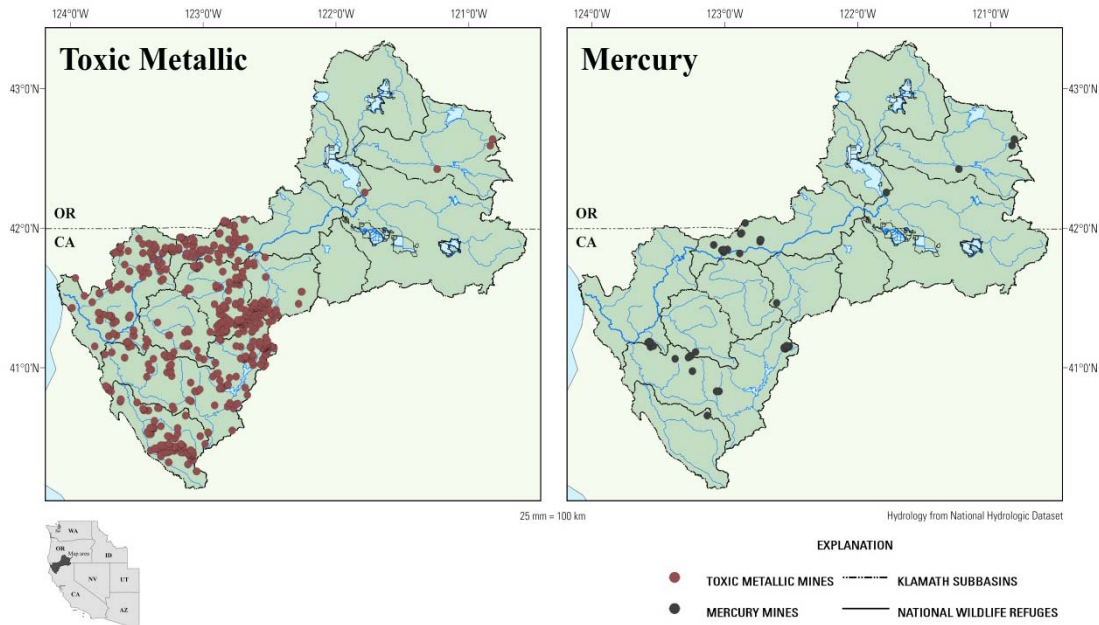 124°0'W 123°0'W 122°0'W 121°0'W 124°0'W 123°0'W 122°0'W 121°0'W
Toxic Metallic
Mercury
43°0'N
43°0'N
OR
OR
42°0'N
42°0'N
CA
CA
41°0'N
41°0'N
25 mm = 100 km
Hydrology from National Hydrologic Dataset
WA
OR
Map area
ID
NV
UT
CA
AZ
EXPLANATION
TOXIC METALLIC MINES
KLAMATH SUBBASINS
MERCURY MINES
NATIONAL WILDLIFE REFUGES